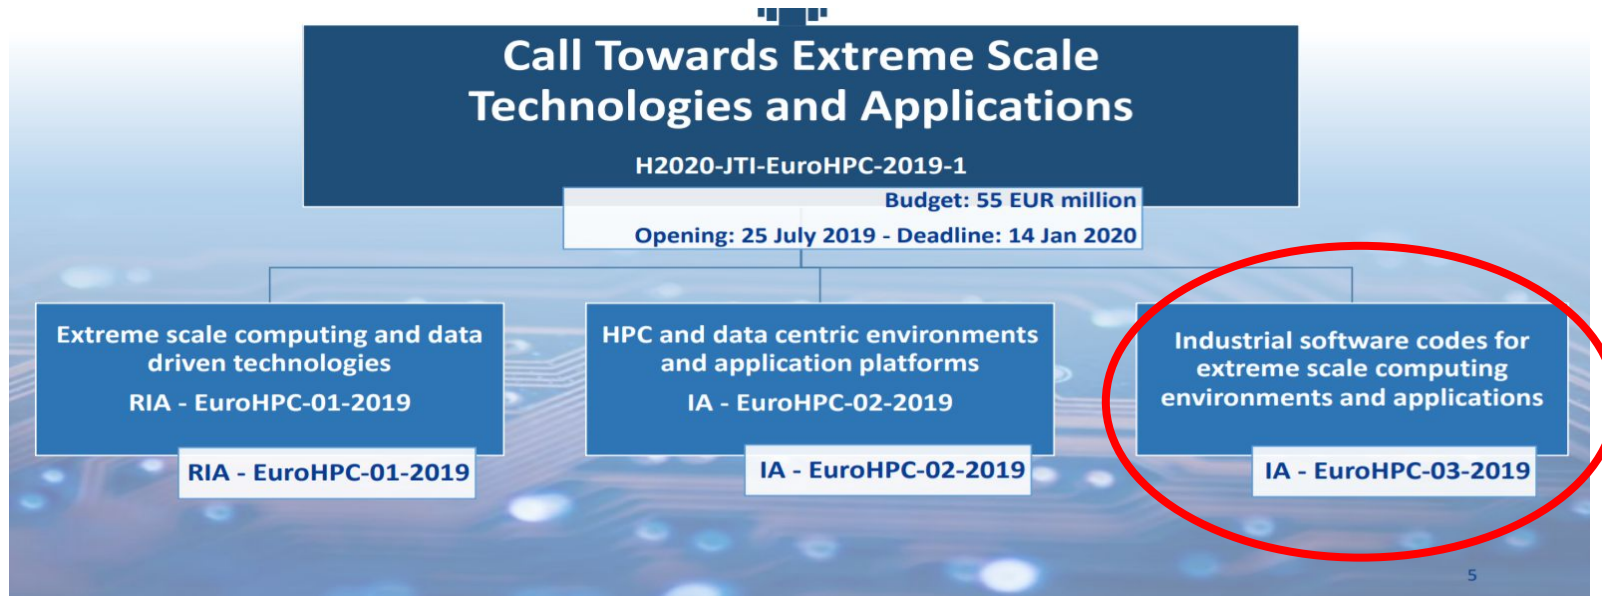 Call Towards Extreme Scale
Technologies and Applications
H2020-JTI-EuroHPC-2019-1
Budget: 55 EUR million
Opening: 25 July 2019 - Deadline: 14 Jan 2020
Extreme scale computing and data
driven technologies
RIA - EuroHPC-01-2019
RIA - EuroHPC-01-2019
HPC and data centric environments
and application platforms
IA - EuroHPC-02-2019
IA - EuroHPC-02-2019
Industrial software codes for
extreme scale computing
environments and applications
IA - EuroHPC-03-2019
5